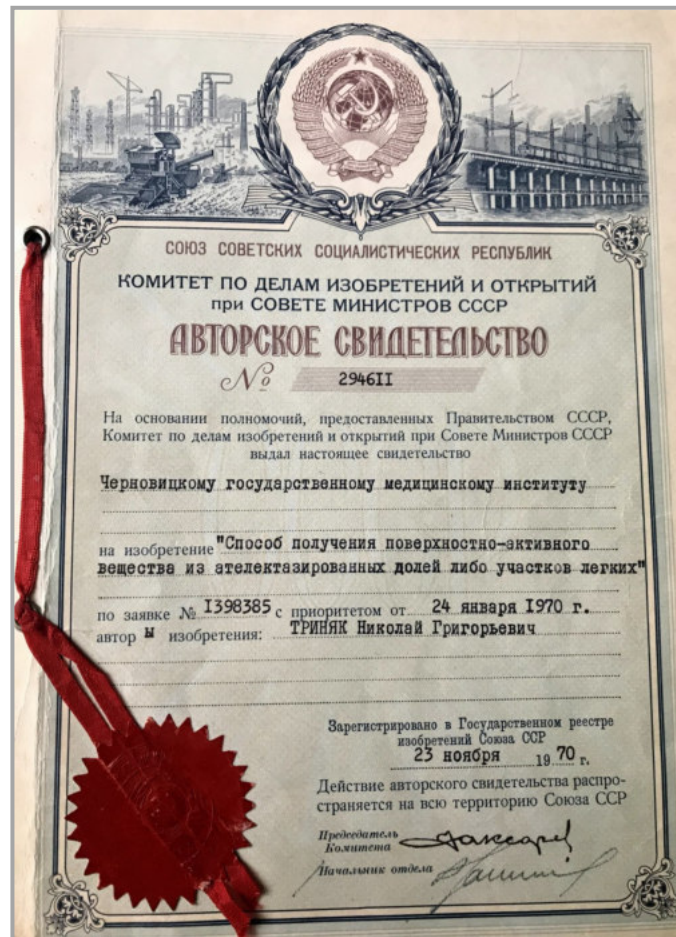 СОЮЗ СОВЕТСКИХ СОЦИАЛИСТИЧЕСКИХ РЕСПУБЛИК
КОМИТЕТ ПО ДЕЛАМ ИЗОБРЕТЕНИЙ И ОТКРЫТИЙ
при СОВЕТЕ МИНИСТРОВ СССР
АВТОРСКОЕ СВИДЕТЕЛЬСТВО
№ 294611
На основании полномочий, предоставленных Правительством СССР,
Комитет по делам изобретений и открытий при Совете Министров СССР
выдал настоящее свидетельство
Черновицкому государственному медицинскому институту
на изобретение "Способ получения поверхностно-активного
вещества из ателектазированных долей либо участков легких"
по заявке № 1398385 с приоритетом от 24 января 1970 г.
автор ы изобретения: ТРИНЯК Николай Григорьевич
Зарегистрировано в Государственном реестре
изобретений Союза ССР
23 ноября 1970 г.
Действие авторского свидетельства распро-
страняется на всю территорию Союза ССР
Председатель
Комитета
Начальник отдела